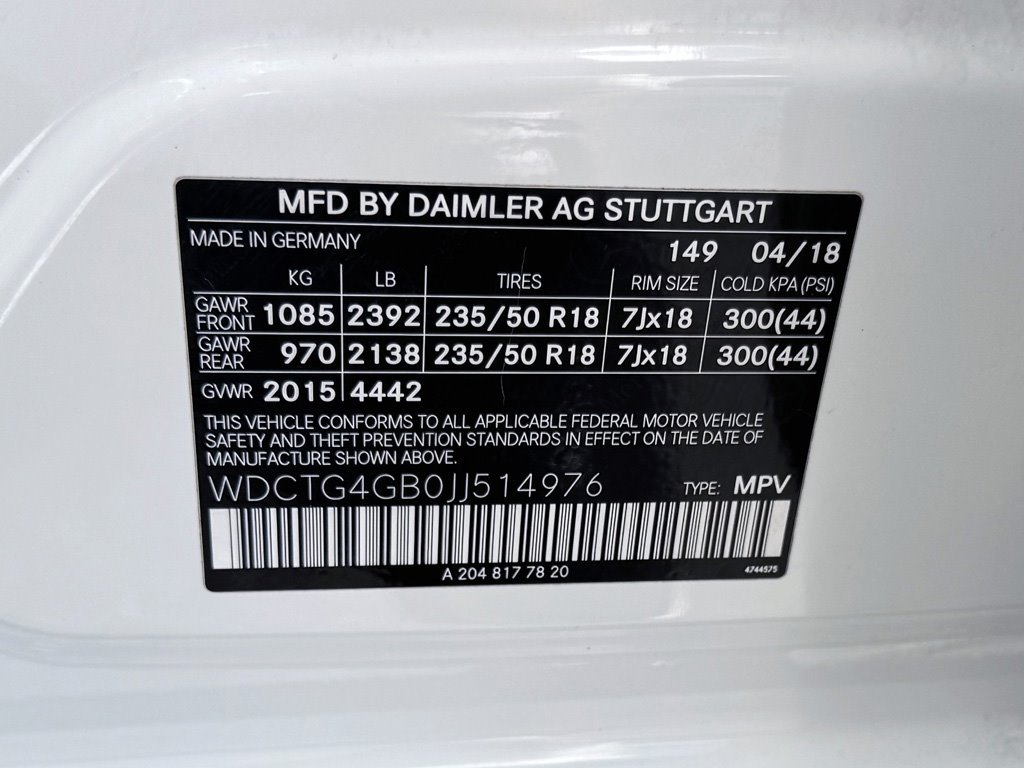 MFD BY DAIMLER AG STUTTGART
MADE IN GERMANY 149 04/18
KG LB TIRES RIM SIZE COLD KPA (PSI)
GAWR FRONT 1085 2392 235/50 R18 7Jx18 300(44)
GAWR REAR 970 2138 235/50 R18 7Jx18 300(44)
GVWR 2015 4442
THIS VEHICLE CONFORMS TO ALL APPLICABLE FEDERAL MOTOR VEHICLE
SAFETY AND THEFT PREVENTION STANDARDS IN EFFECT ON THE DATE OF
MANUFACTURE SHOWN ABOVE.
WDCTG4GB0JJ514976 TYPE: MPV
A 204 817 78 20 4744575